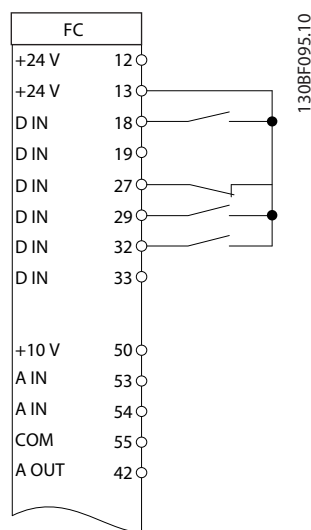 FC
+24 V 12
+24 V 13
D IN 18
D IN 19
D IN 27
D IN 29
D IN 32
D IN 33
+10 V 50
A IN 53
A IN 54
COM 55
A OUT 42
130BF095.10